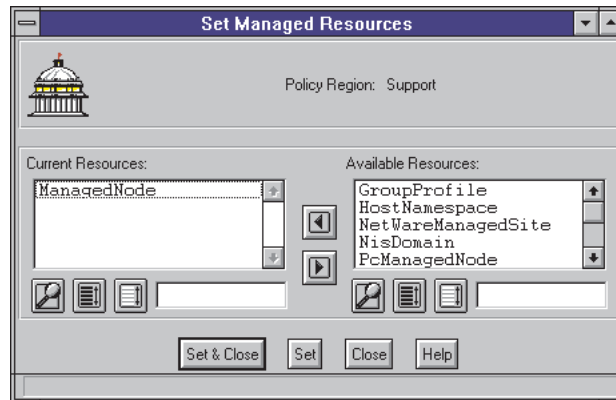 Set Managed Resources
Policy Region: Support
Current Resources:
Available Resources:
ManagedNode
GroupProfile
HostNamespace
NetWareManagedSite
NisDomain
PcManagedNode
Set & Close
Set
Close
Help